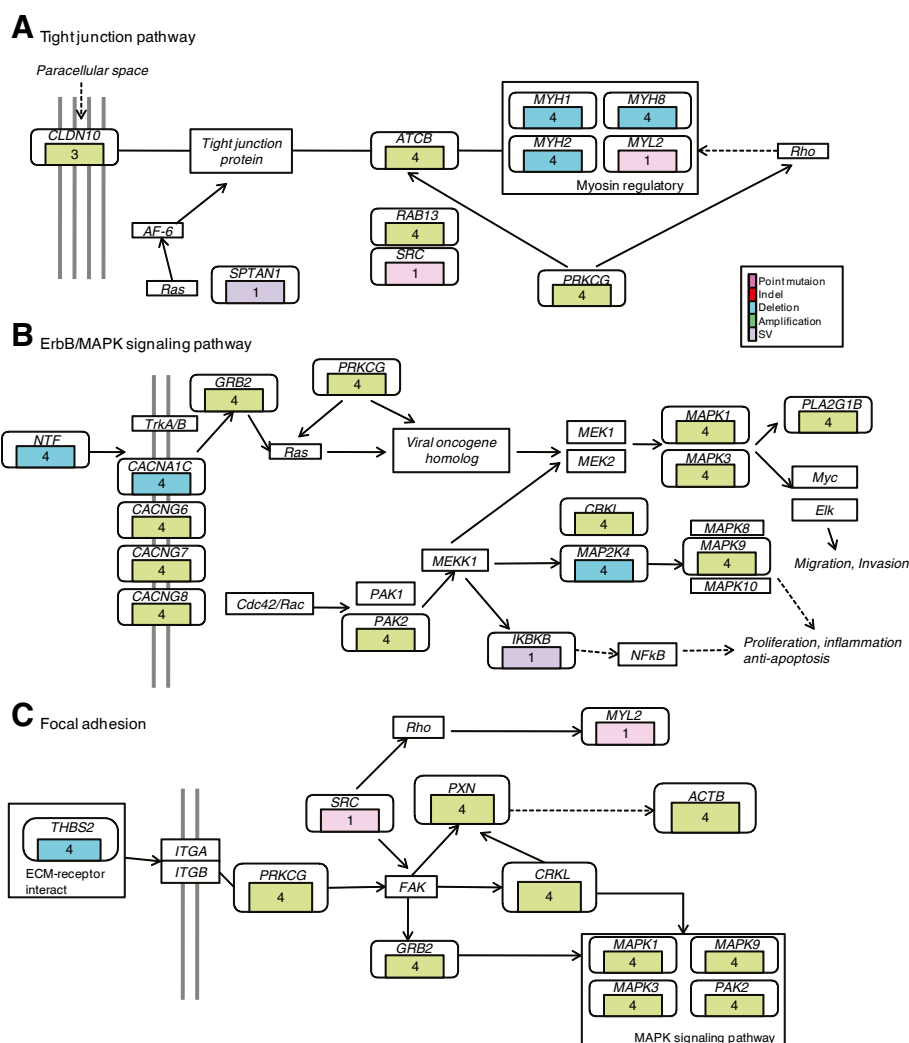 A Tight junction pathway
Paracellular space
CLDN10
3
Tight junction
protein
ATCB
4
MYH1
4
MYH8
4
MYH2
4
MYL2
1
Myosin regulatory
Rho
AF-6
Ras
SPTAN1
1
RAB13
4
SRC
1
PRKCG
4
Point mutaion
Indel
Deletion
Amplification
SV
B ErbB/MAPK signaling pathway
NTF
4
TrkA/B
CACNA1C
4
CACNG6
4
CACNG7
4
CACNG8
4
GRB2
4
PRKCG
4
Ras
Viral oncogene
homolog
MEK1
MEK2
MAPK1
4
MAPK3
4
PLA2G1B
4
Myc
Elk
Migration, Invasion
CRKL
4
MEKK1
MAP2K4
4
MAPK8
MAPK9
4
MAPK10
Cdc42/Rac
PAK1
PAK2
4
IKBKB
1
NFkB
Proliferation, inflammation
anti-apoptosis
C Focal adhesion
Rho
MYL2
1
SRC
1
PXN
4
ACTB
4
THBS2
4
ECM-receptor
interact
ITGA
ITGB
PRKCG
4
FAK
CRKL
4
GRB2
4
MAPK1
4
MAPK9
4
MAPK3
4
PAK2
4
MAPK signaling pathway